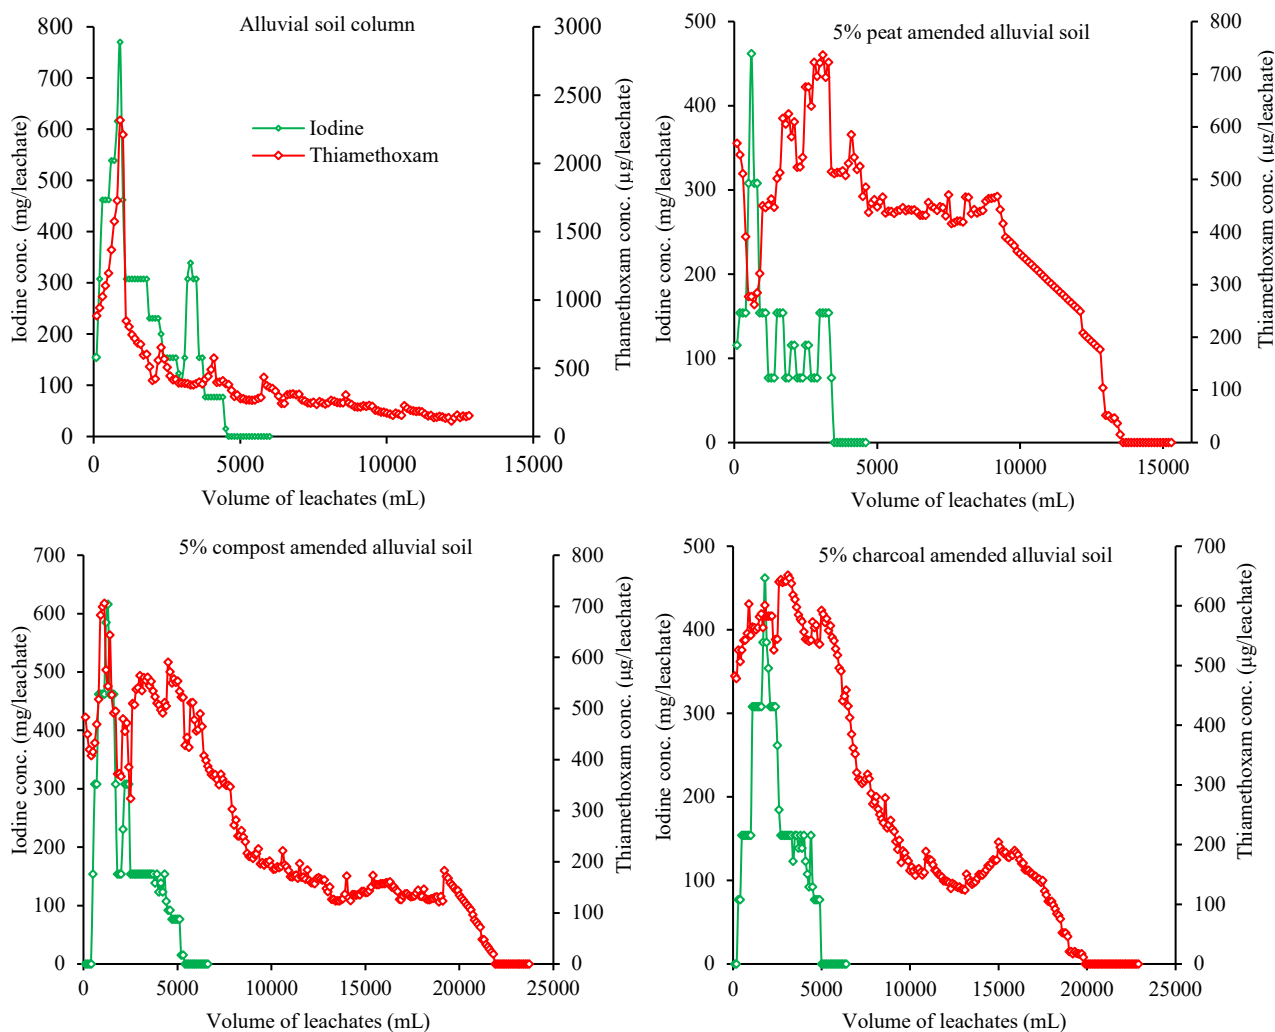 Alluvial soil column
Iodine conc. (mg/leachate)
800
700
600
500
400
300
200
100
0
Iodine
Thiamethoxam
3000
2500
2000
1500
1000
500
0
Thamethoxam conc. (µg/leachate)
0 5000 10000 15000
Volume of leachates (mL)
5% peat amended alluvial soil
Iodine conc. (mg/leachate)
500
400
300
200
100
0
800
700
600
500
400
300
200
100
0
Thiamethoxam conc. (µg/leachate)
0 5000 10000 15000
Volume of leachates (mL)
5% compost amended alluvial soil
Iodine conc. (mg/leachate)
700
600
500
400
300
200
100
0
800
700
600
500
400
300
200
100
0
Thiamethoxam conc. (µg/leachate)
0 5000 10000 15000 20000 25000
Volume of leachates (mL)
5% charcoal amended alluvial soil
Iodine conc. (mg/leachate)
500
400
300
200
100
0
700
600
500
400
300
200
100
0
Thiamethoxam conc. (µg/leachate)
0 5000 10000 15000 20000 25000
Volume of leachates (mL)